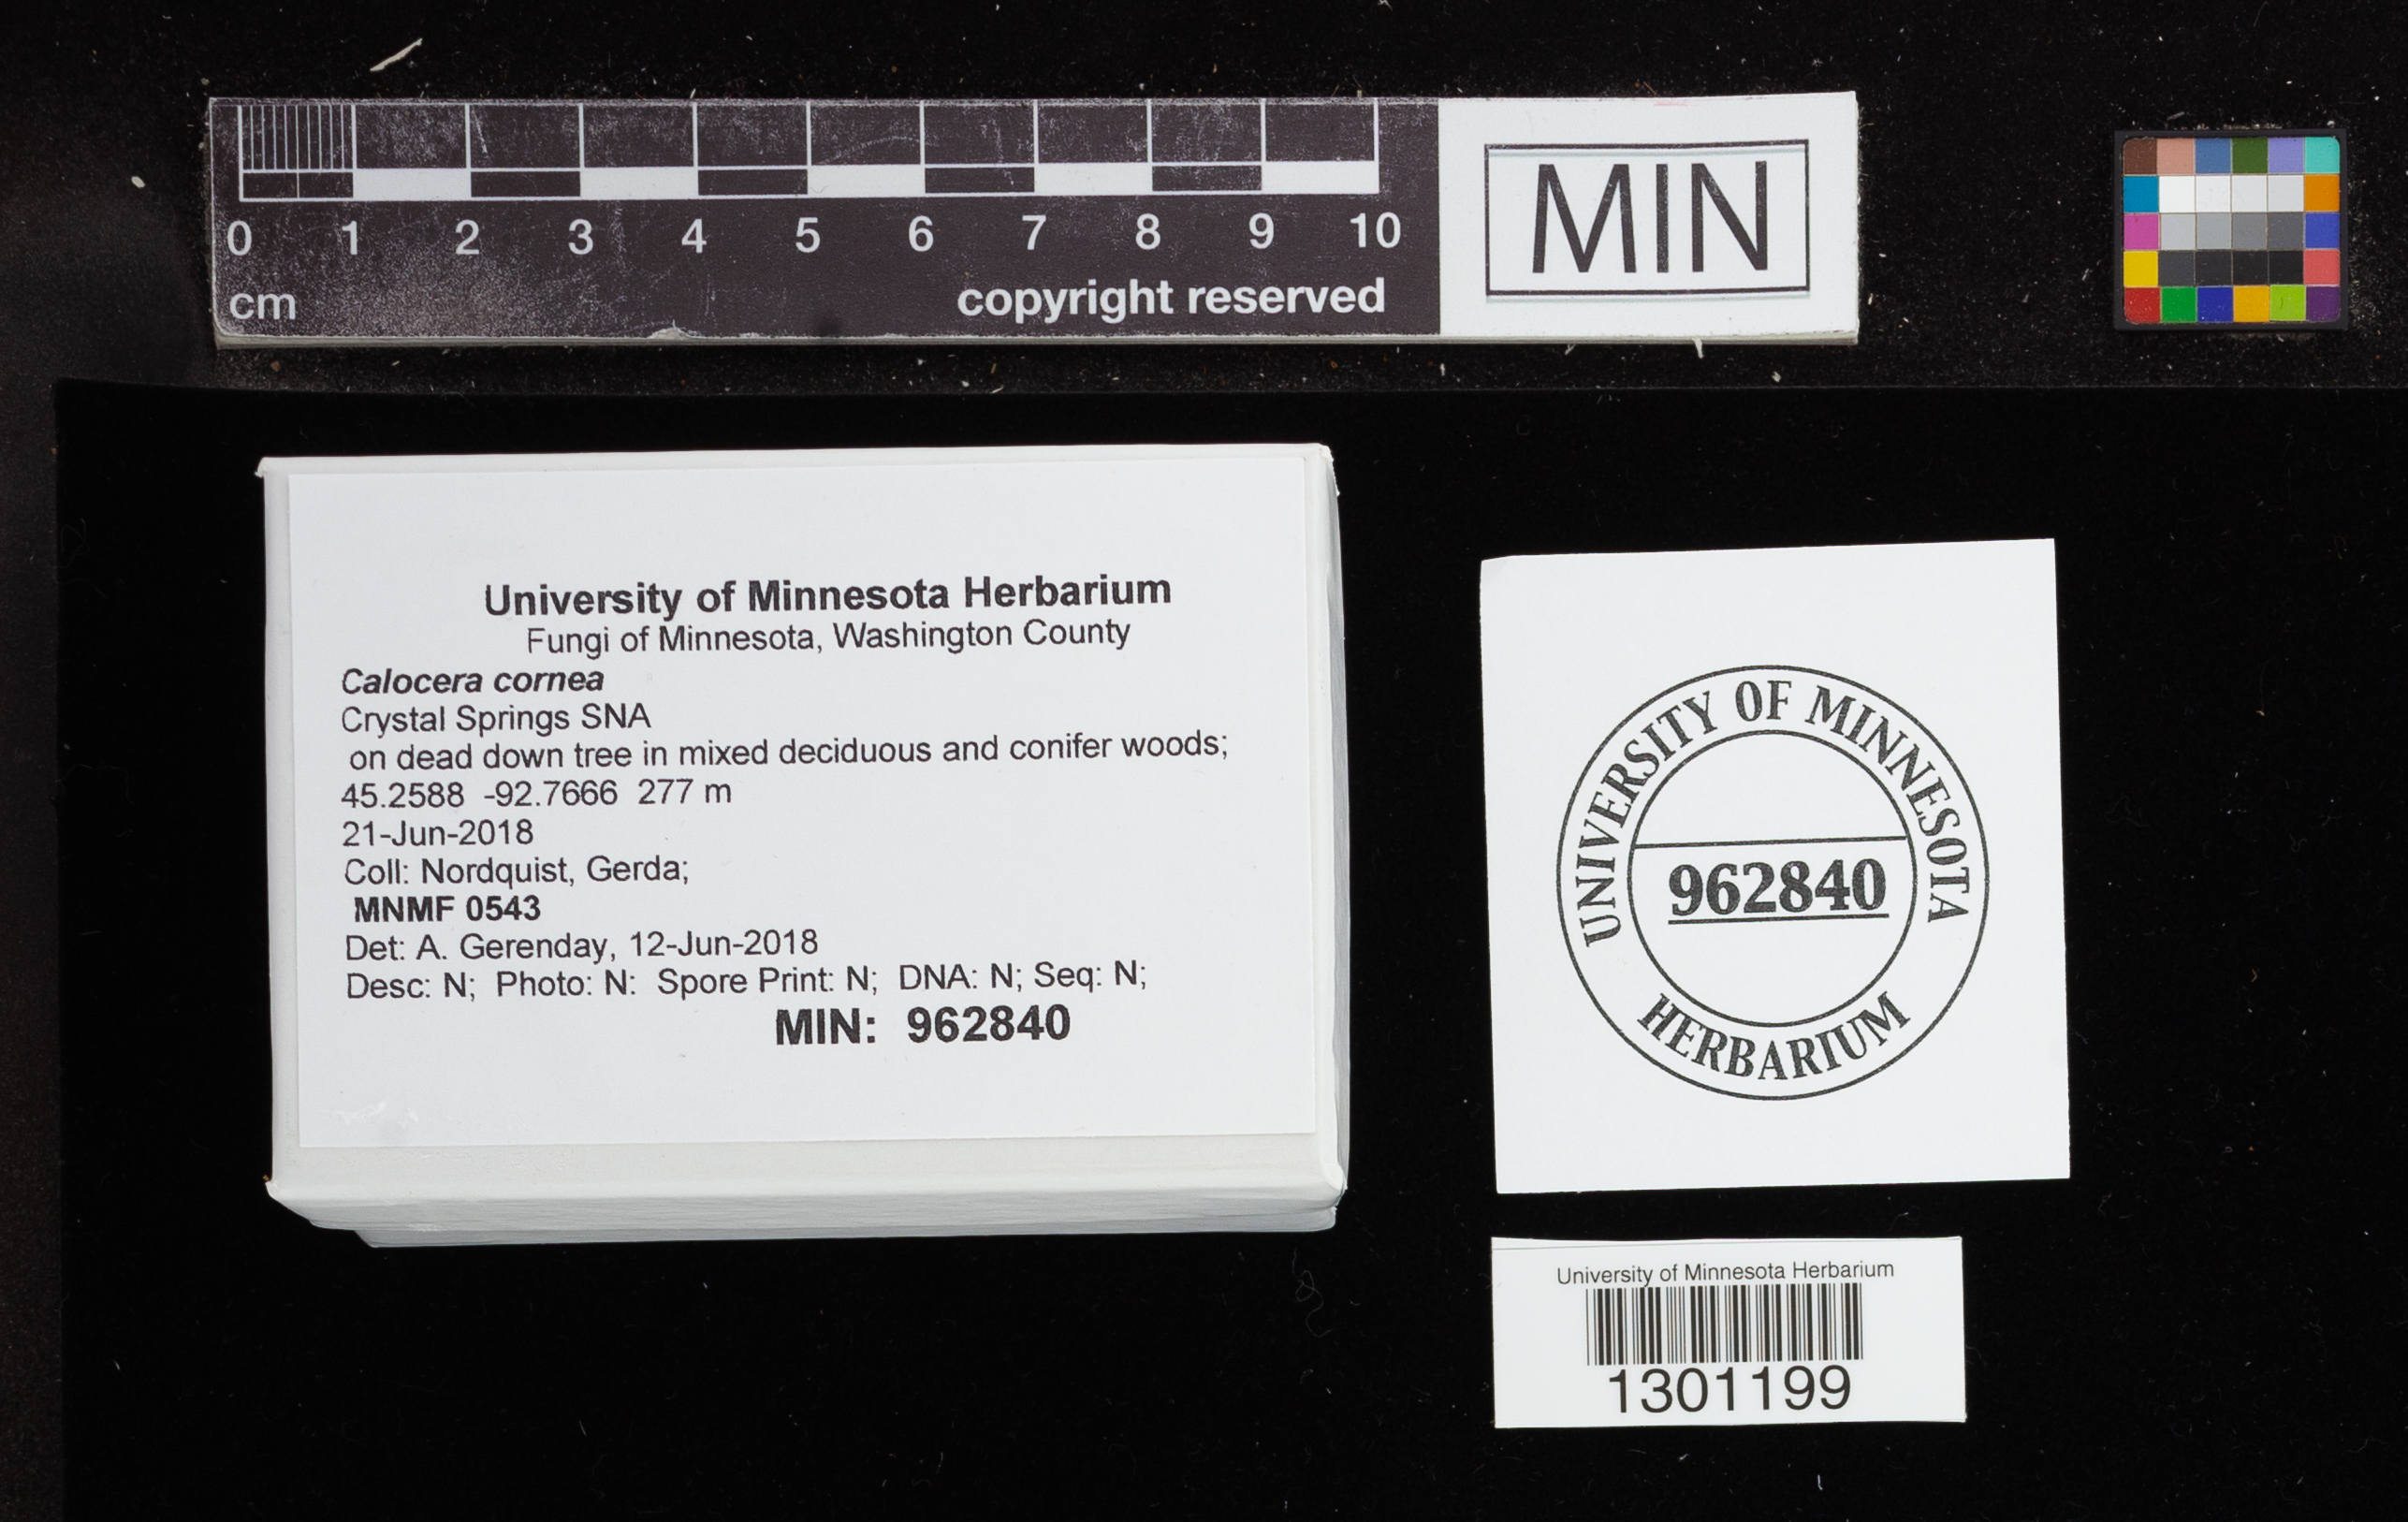 0 1 2 3 4 5 6 7 8 9 10
cm
copyright reserved
MIN
University of Minnesota Herbarium
Fungi of Minnesota, Washington County
Calocera cornea
Crystal Springs SNA
on dead down tree in mixed deciduous and conifer woods;
45.2588 -92.7666 277 m
21-Jun-2018
Coll: Nordquist, Gerda;
MNMF 0543
Det: A. Gerenday, 12-Jun-2018
Desc: N; Photo: N: Spore Print: N; DNA: N; Seq: N;
MIN: 962840
UNIVERSITY OF MINNESOTA
962840
HERBARIUM
University of Minnesota Herbarium
1301199